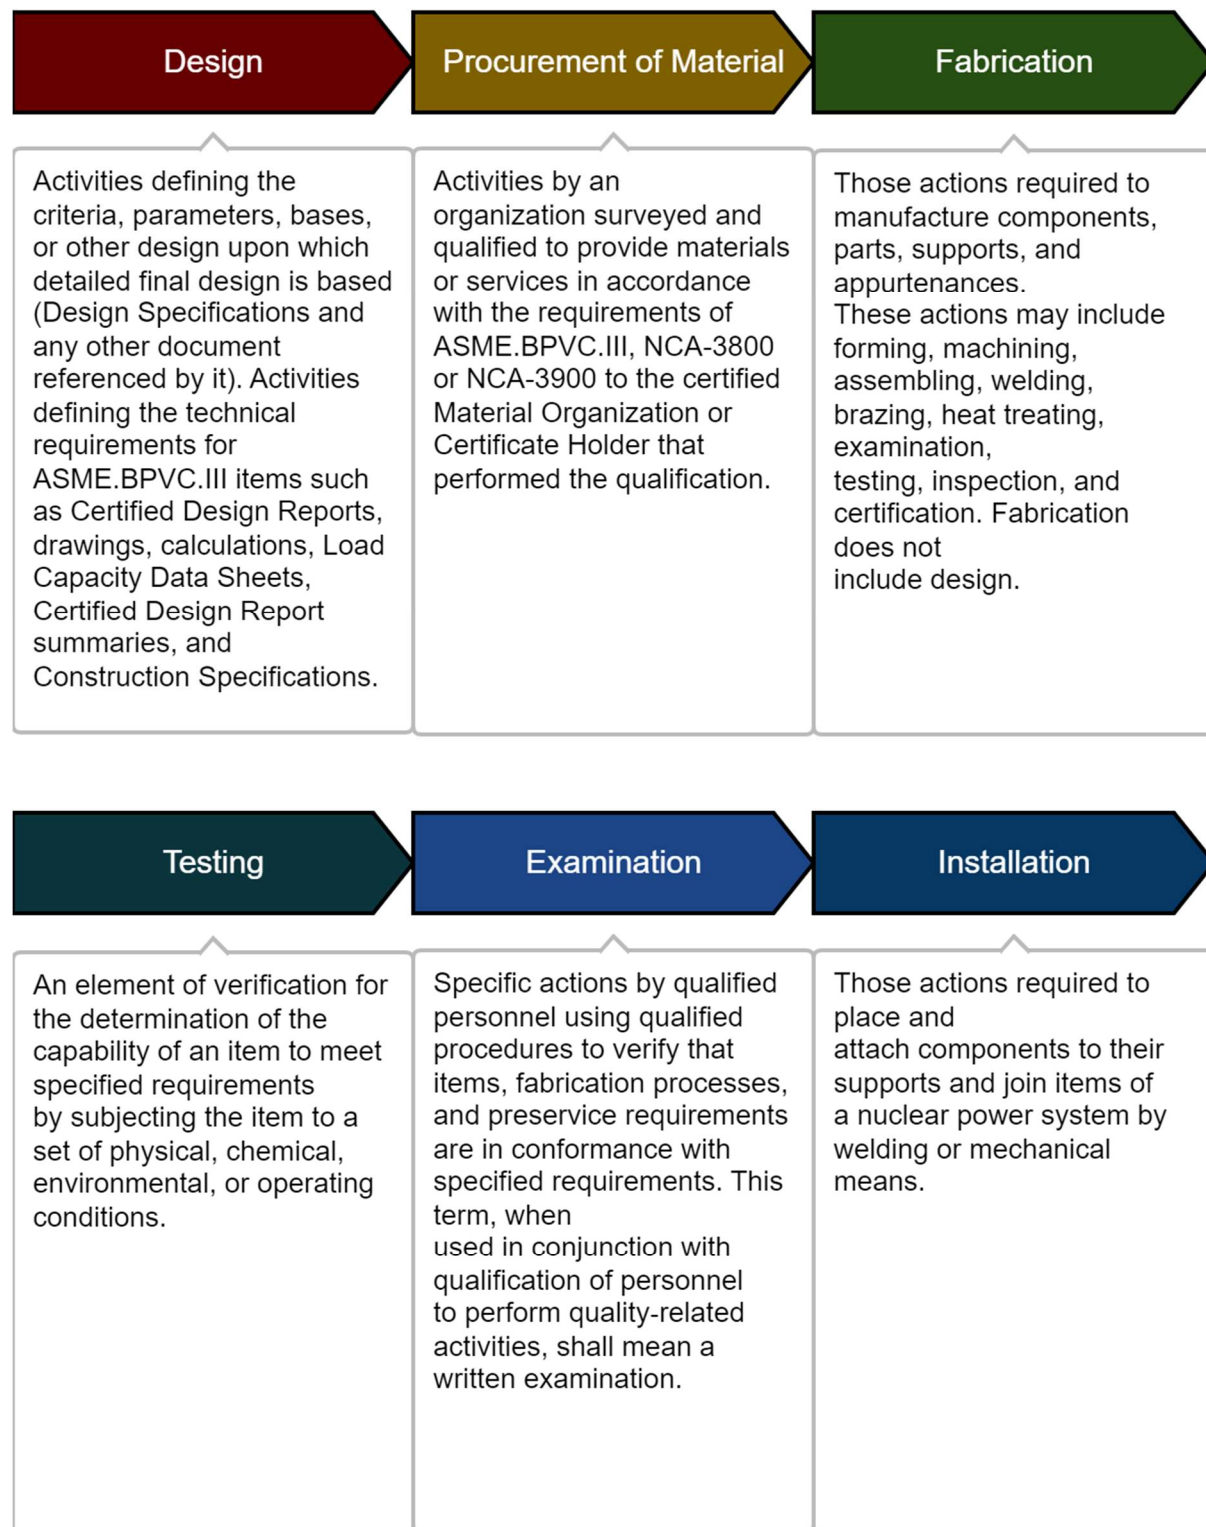 Design
Procurement of Material
Fabrication
Activities defining the
criteria, parameters, bases,
or other design upon which
detailed final design is based
(Design Specifications and
any other document
referenced by it). Activities
defining the technical
requirements for
ASME.BPVC.III items such
as Certified Design Reports,
drawings, calculations, Load
Capacity Data Sheets,
Certified Design Report
summaries, and
Construction Specifications.
Activities by an
organization surveyed and
qualified to provide materials
or services in accordance
with the requirements of
ASME.BPVC.III, NCA-3800
or NCA-3900 to the certified
Material Organization or
Certificate Holder that
performed the qualification.
Those actions required to
manufacture components,
parts, supports, and
appurtenances.
These actions may include
forming, machining,
assembling, welding,
brazing, heat treating,
examination,
testing, inspection, and
certification. Fabrication
does not
include design.
Testing
Examination
Installation
An element of verification for
the determination of the
capability of an item to meet
specified requirements
by subjecting the item to a
set of physical, chemical,
environmental, or operating
conditions.
Specific actions by qualified
personnel using qualified
procedures to verify that
items, fabrication processes,
and preservice requirements
are in conformance with
specified requirements. This
term, when
used in conjunction with
qualification of personnel
to perform quality-related
activities, shall mean a
written examination.
Those actions required to
place and
attach components to their
supports and join items of
a nuclear power system by
welding or mechanical
means.